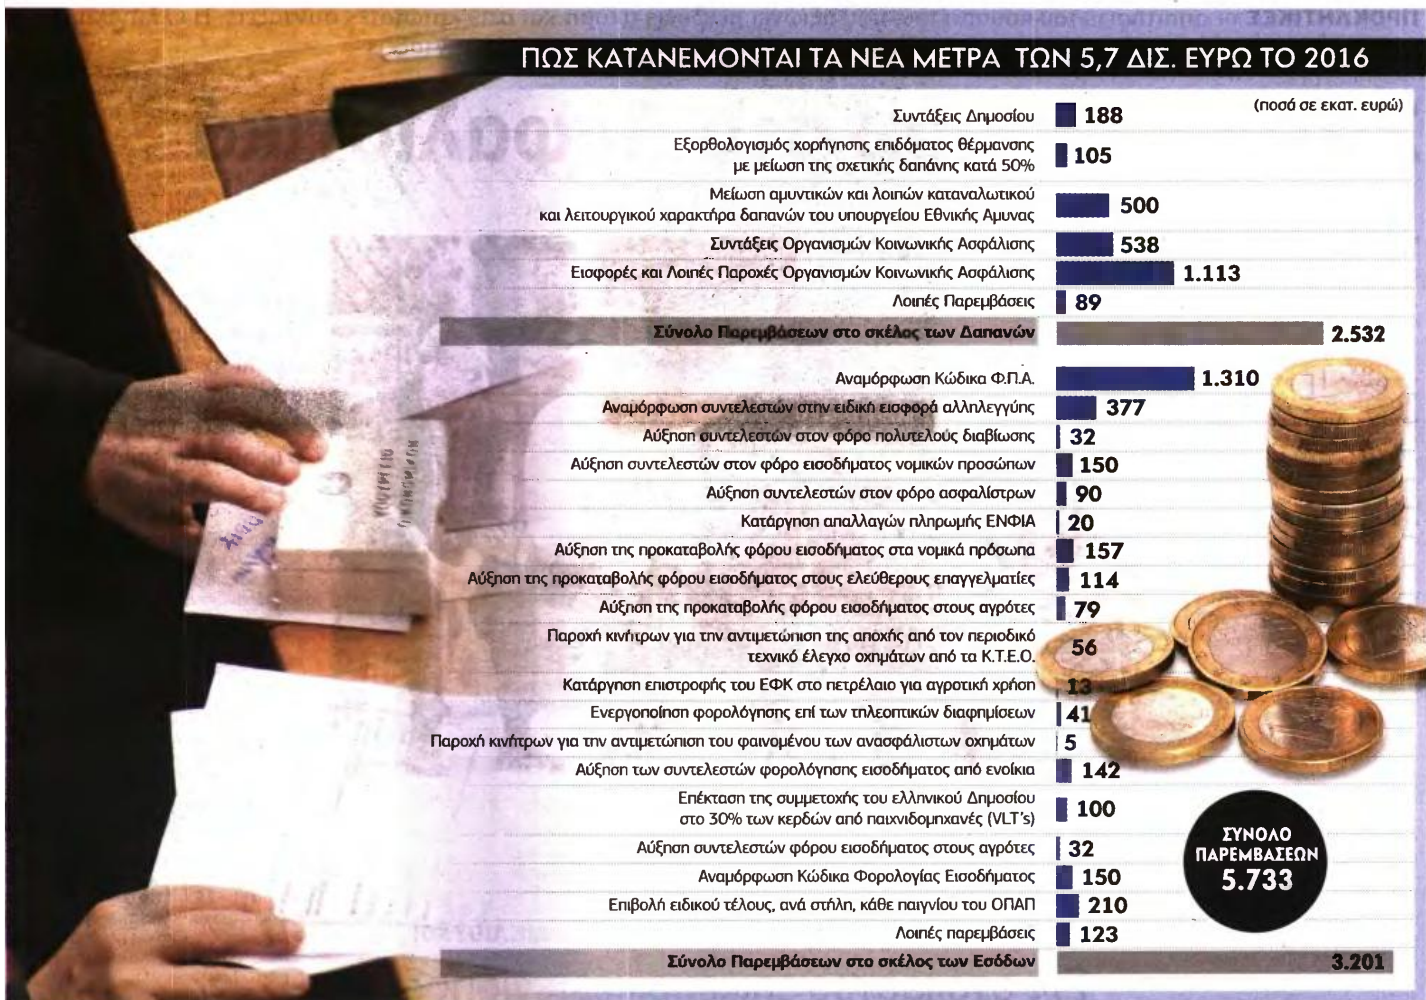 ΠΩΣ ΚΑΤΑΝΕΜΟΝΤΑΙ ΤΑ ΝΕΑ ΜΕΤΡΑ ΤΩΝ 5,7 ΔΙΣ. ΕΥΡΩ ΤΟ 2016
(ποσά σε εκατ. ευρώ)
Συντάξεις Δημοσίου 188
Εξορθολογισμός χορήγησης επιδόματος θέρμανσης
με μείωση της σχετικής δαπάνης κατά 50% 105
Μείωση αμυντικών και λοιπών καταναλωτικού
και λειτουργικού χαρακτήρα δαπανών του υπουργείου Εθνικής Αμυνας 500
Συντάξεις Οργανισμών Κοινωνικής Ασφάλισης 538
Εισφορές και Λοιπές Παροχές Οργανισμών Κοινωνικής Ασφάλισης 1.113
Λοιπές Παρεμβάσεις 89
Σύνολο Παρεμβάσεων στο σκέλος των Δαπανών 2.532
Αναμόρφωση Κώδικα Φ.Π.Α. 1.310
Αναμόρφωση συντελεστών στην ειδική εισφορά αλληλεγγύης 377
Αύξηση συντελεστών στον φόρο πολυτελούς διαβίωσης 32
Αύξηση συντελεστών στον φόρο εισοδήματος νομικών προσώπων 150
Αύξηση συντελεστών στον φόρο ασφαλίστρων 90
Κατάργηση απαλλαγών πληρωμής ΕΝΦΙΑ 20
Αύξηση της προκαταβολής φόρου εισοδήματος στα νομικά πρόσωπα 157
Αύξηση της προκαταβολής φόρου εισοδήματος στους ελεύθερους επαγγελματίες 114
Αύξηση της προκαταβολής φόρου εισοδήματος στους αγρότες 79
Παροχή κινήτρων για την αντιμετώπιση της αποχής από τον περιοδικό
τεχνικό έλεγχο οχημάτων από τα Κ.Τ.Ε.Ο. 56
Κατάργηση επιστροφής του ΕΦΚ στο πετρέλαιο για αγροτική χρήση 13
Ενεργοποίηση φορολόγησης επί των τηλεοπτικών διαφημίσεων 41
Παροχή κινήτρων για την αντιμετώπιση του φαινομένου των ανασφάλιστων οχημάτων 5
Αύξηση των συντελεστών φορολόγησης εισοδήματος από ενοίκια 142
Επέκταση της συμμετοχής του ελληνικού Δημοσίου
στο 30% των κερδών από παιχνιδομηχανές (VLT's) 100
Αύξηση συντελεστών φόρου εισοδήματος στους αγρότες 32
Αναμόρφωση Κώδικα Φορολογίας Εισοδήματος 150
Επιβολή ειδικού τέλους, ανά στήλη, κάθε παιγνίου του ΟΠΑΠ 210
Λοιπές παρεμβάσεις 123
Σύνολο Παρεμβάσεων στο σκέλος των Εσόδων 3.201
ΣΥΝΟΛΟ
ΠΑΡΕΜΒΑΣΕΩΝ
5.733
ΥΠΟΥΡΓΕΙΟ
ΟΙΚΟΝΟΜΙΚΩΝ